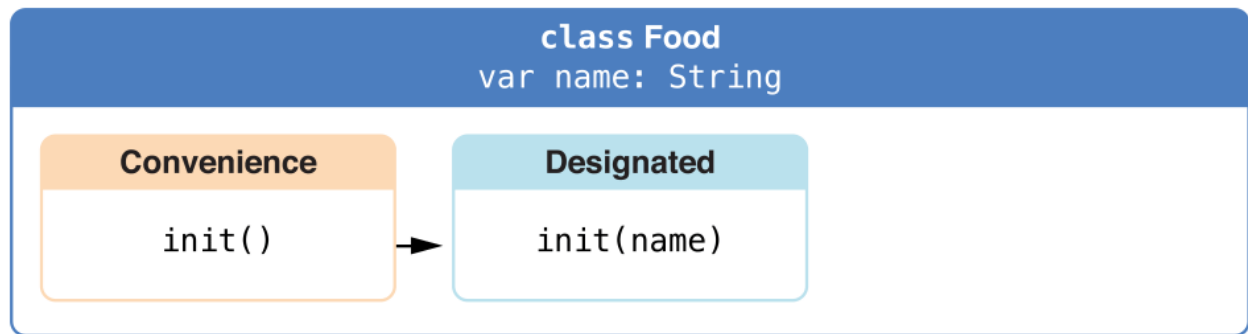 class Food
var name: String
Convenience
Designated
init()
init(name)